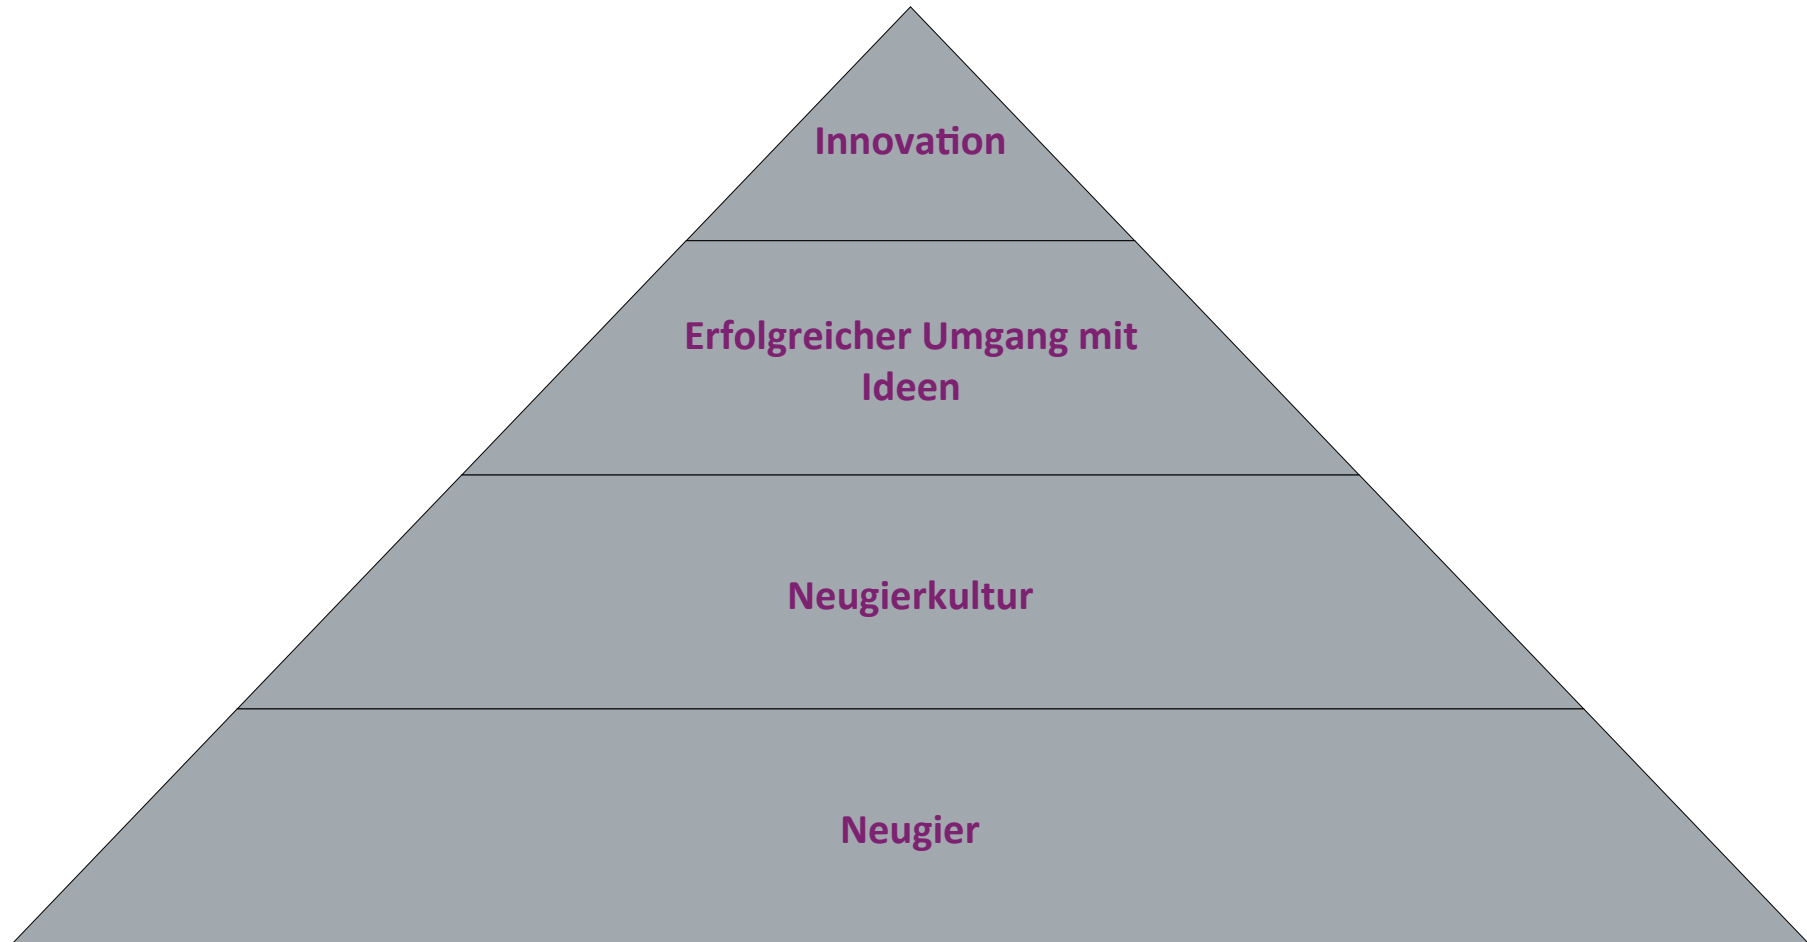 Innovation
Erfolgreicher Umgang mit
Ideen
Neugierkultur
Neugier